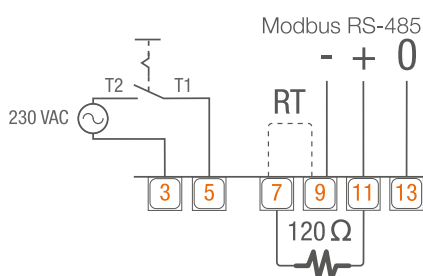 Modbus RS-485
- + 0
T2 T1
RT
230 VAC
3 5 7 9 11 13
120 Ω